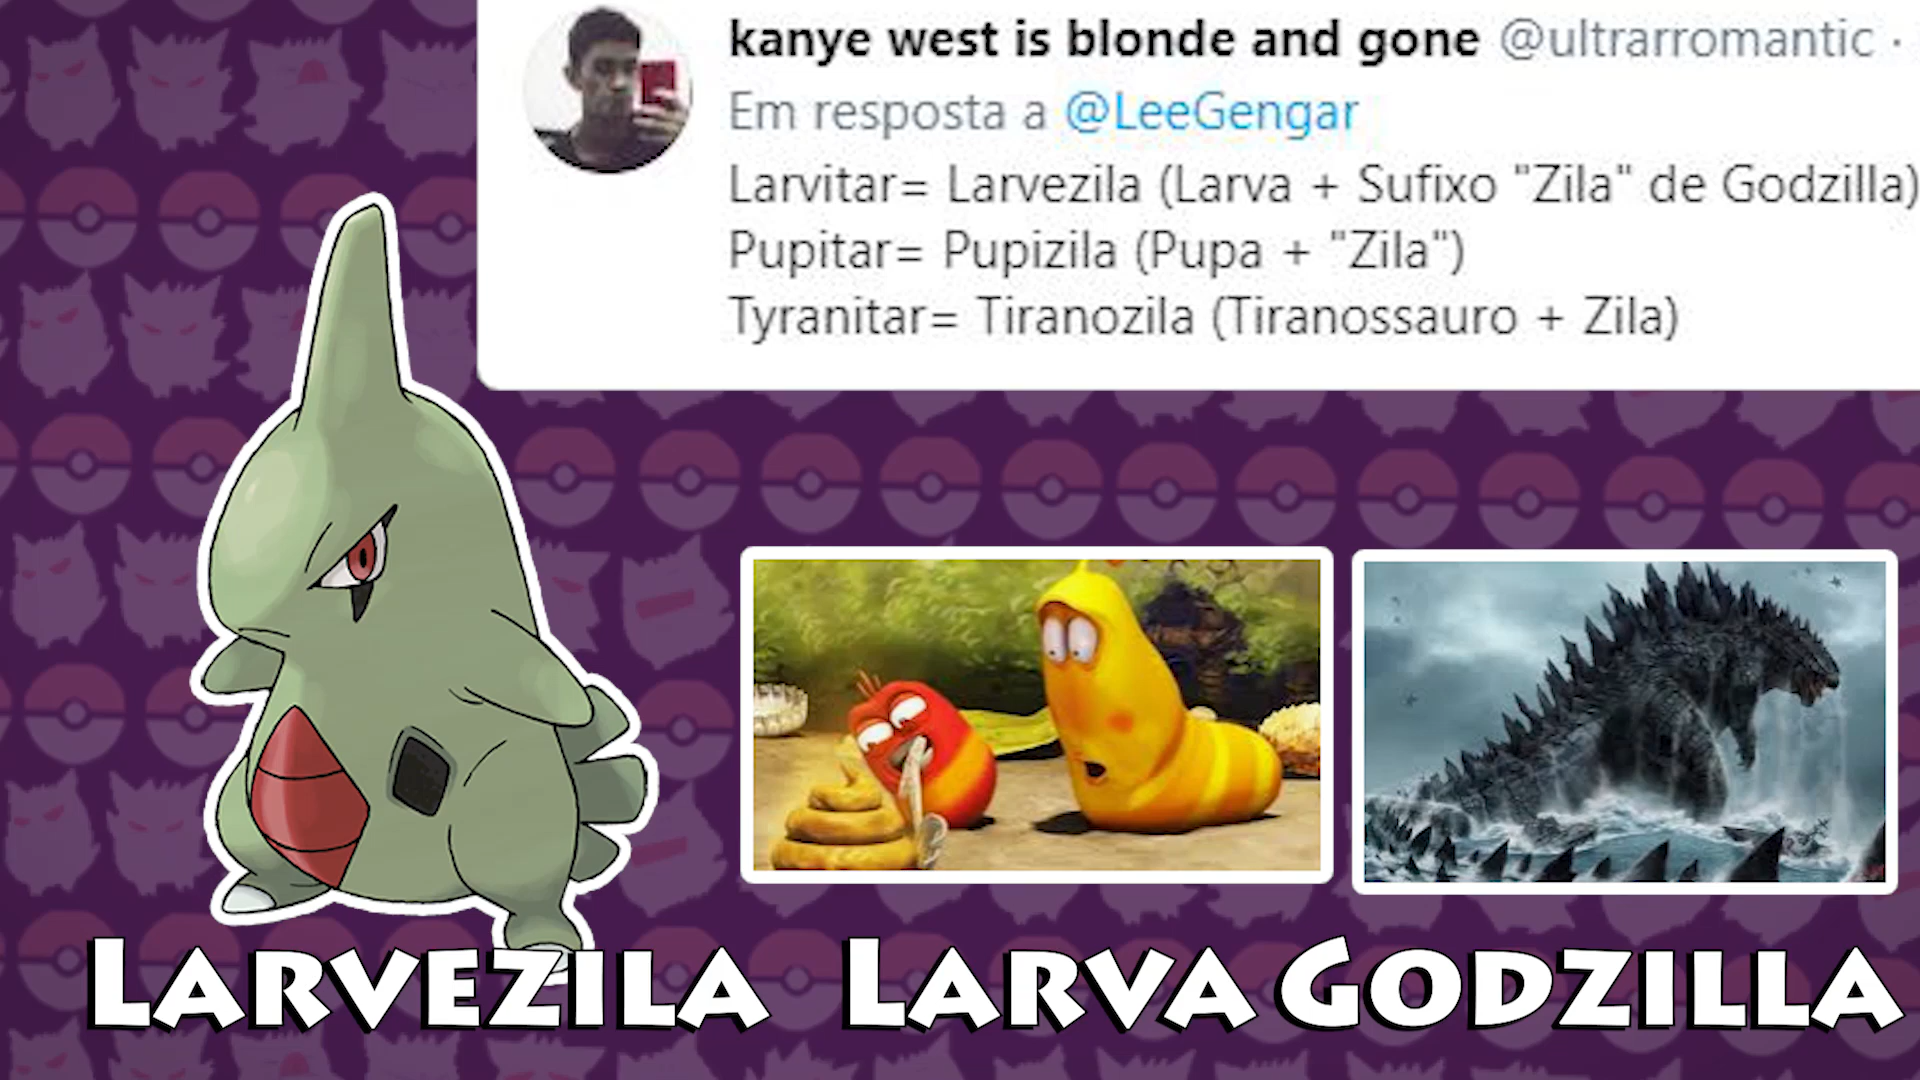 kanye west is blonde and gone @ultrarromantic ·
Em resposta a @LeeGengar
Larvitar= Larvezila (Larva + Sufixo "Zila" de Godzilla)
Pupitar= Pupizila (Pupa + "Zila")
Tyranitar= Tiranozila (Tiranossauro + Zila)
LARVEZILA LARVA GODZILLA